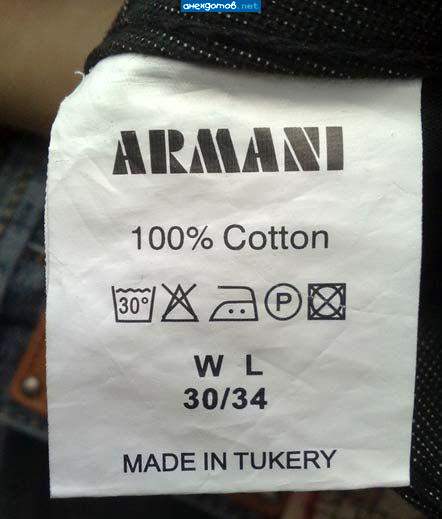 анекдотов.net
ARMANI
100% Cotton
30° P
W L
30/34
MADE IN TUKERY